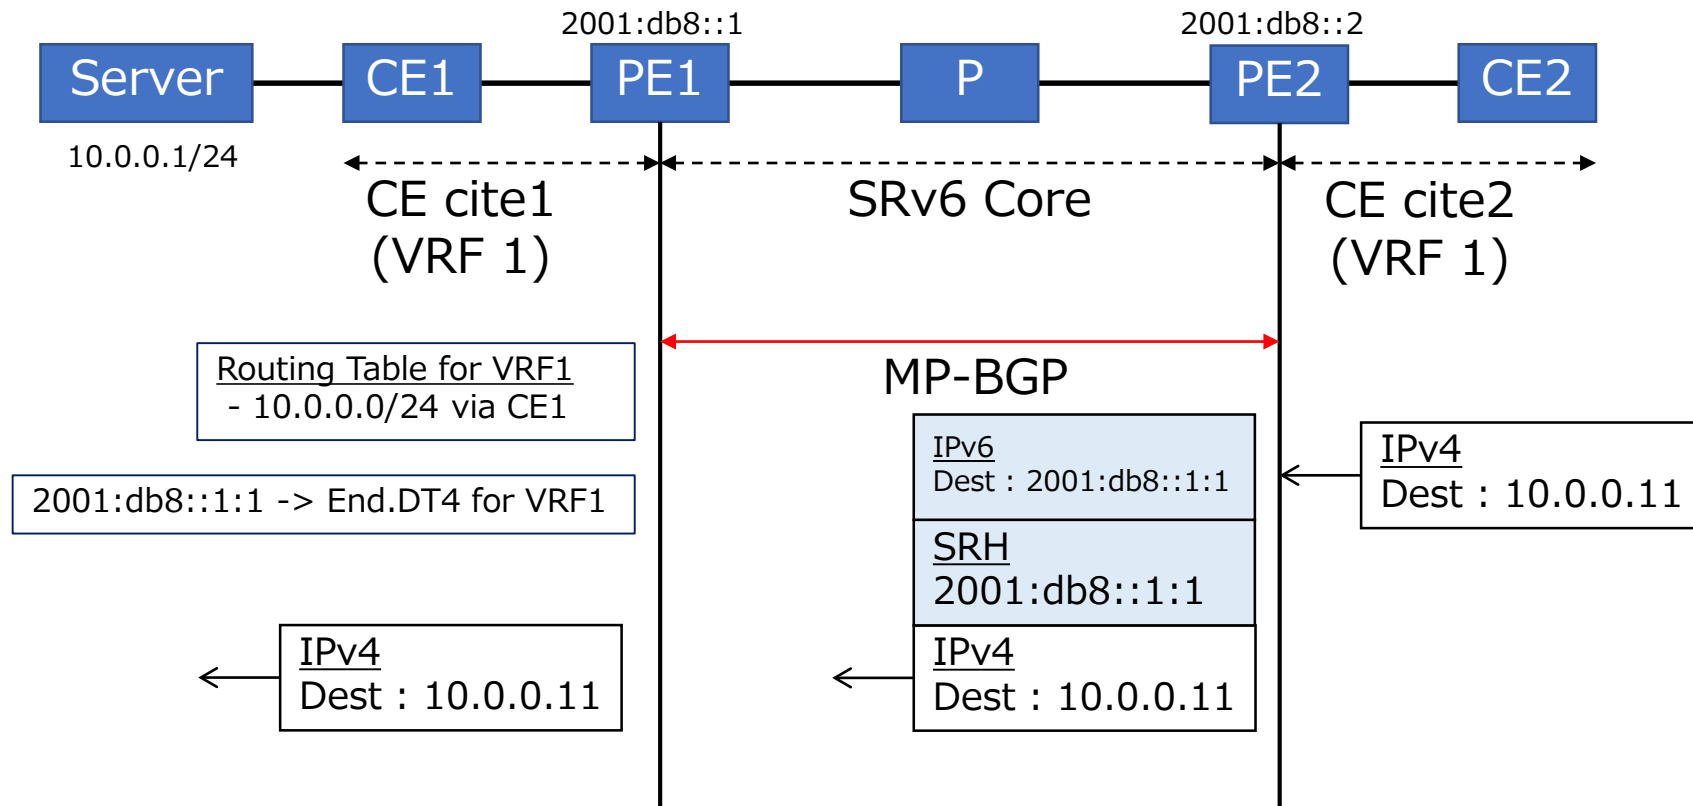 2001:db8::1
2001:db8::2
Server
CE1
PE1
P
PE2
CE2
10.0.0.1/24
CE cite1
(VRF 1)
SRv6 Core
CE cite2
(VRF 1)
MP-BGP
Routing Table for VRF1
- 10.0.0.0/24 via CE1
2001:db8::1:1 -> End.DT4 for VRF1
IPv6
Dest : 2001:db8::1:1
SRH
2001:db8::1:1
IPv4
Dest : 10.0.0.11
IPv4
Dest : 10.0.0.11
IPv4
Dest : 10.0.0.11